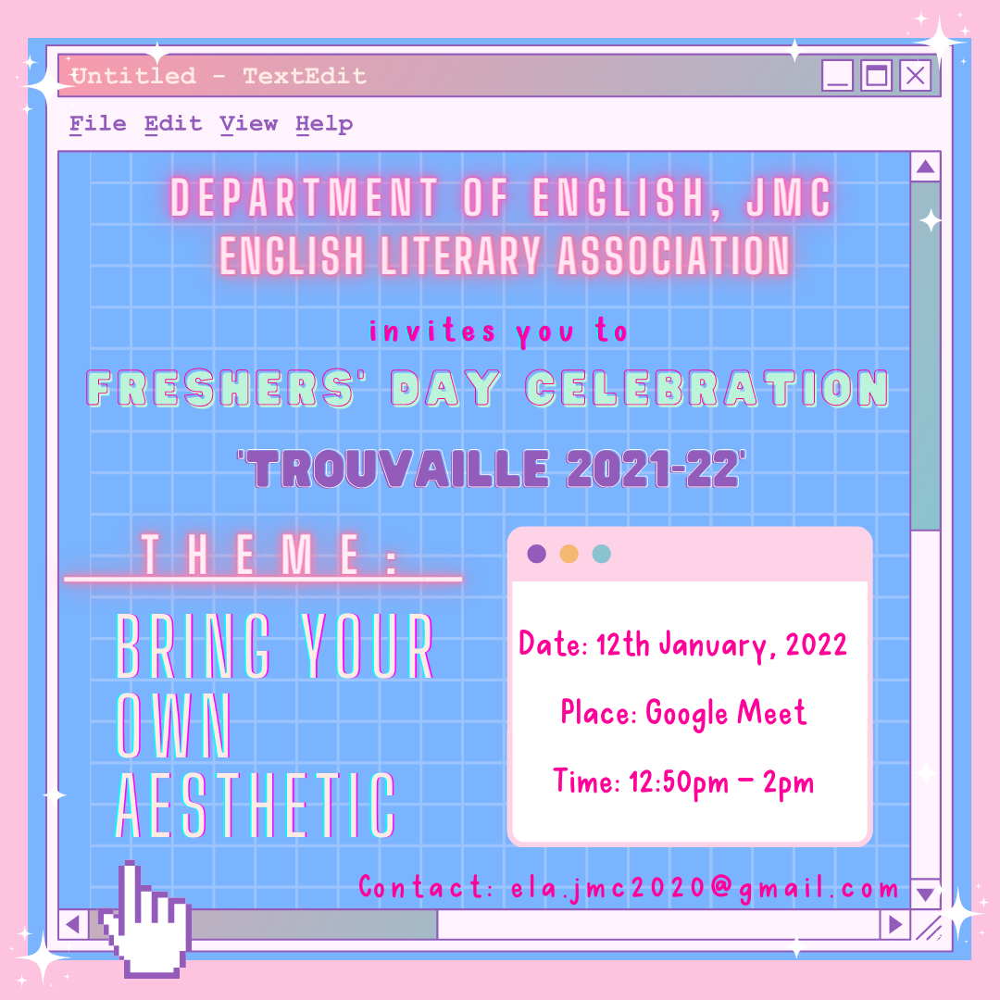 Untitled - TextEdit
File Edit View Help
DEPARTMENT OF ENGLISH, JMC
ENGLISH LITERARY ASSOCIATION
invites you to
FRESHERS' DAY CELEBRATION
'TROUVAILLE 2021-22'
THEME:
BRING YOUR
OWN
AESTHETIC
Date: 12th January, 2022
Place: Google Meet
Time: 12:50pm - 2pm
Contact: ela.jmc2020@gmail.com